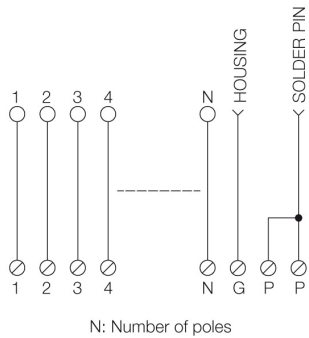 HOUSING
SOLDER PIN
1 2 3 4 N
1 2 3 4 N G P P
N: Number of poles